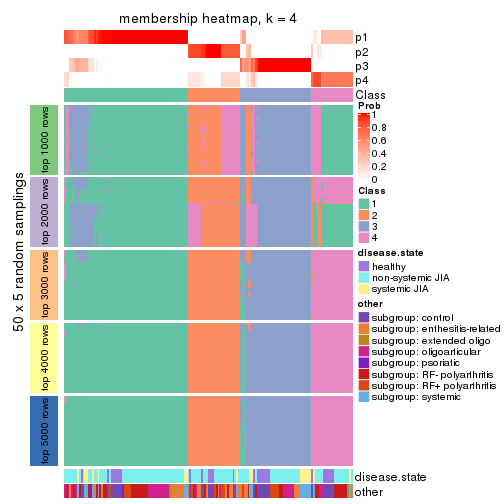 membership heatmap, k = 4
p1
p2
p3
p4
Class
50 x 5 random samplings
top 1000 rows
top 2000 rows
top 3000 rows
top 4000 rows
top 5000 rows
Prob
1
0.8
0.6
0.4
0.2
0
Class
1
2
3
4
disease.state
healthy
non-systemic JIA
systemic JIA
other
subgroup: control
subgroup: enthesitis-related
subgroup: extended oligo
subgroup: oligoarticular
subgroup: psoriatic
subgroup: RF- polyarthritis
subgroup: RF+ polyarthritis
subgroup: systemic
disease.state
other